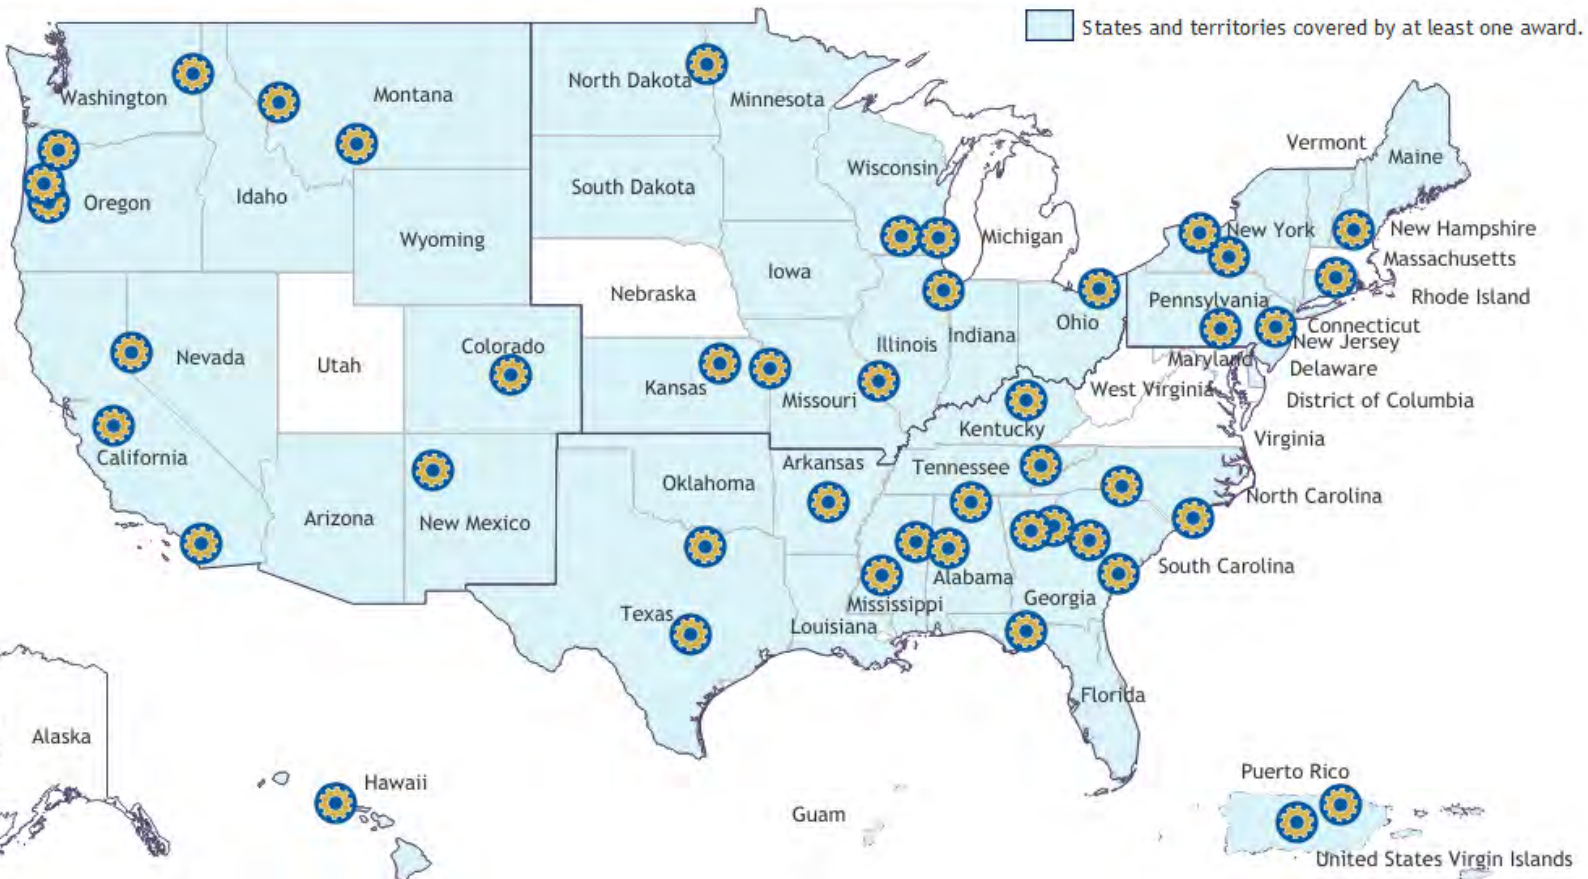 States and territories covered by at least one award.
Washington
Montana
North Dakota
Minnesota
Vermont
Maine
Oregon
Idaho
South Dakota
Wisconsin
Wyoming
Michigan
New York
New Hampshire
Massachusetts
Iowa
Nebraska
Pennsylvania
Rhode Island
Ohio
Connecticut
Nevada
Utah
Colorado
Illinois
Indiana
New Jersey
Maryland
Delaware
Kansas
Missouri
West Virginia
District of Columbia
Kentucky
Virginia
California
Arkansas
Tennessee
Oklahoma
North Carolina
Arizona
New Mexico
South Carolina
Alabama
Mississippi
Georgia
Texas
Louisiana
Florida
Alaska
Hawaii
Guam
Puerto Rico
United States Virgin Islands